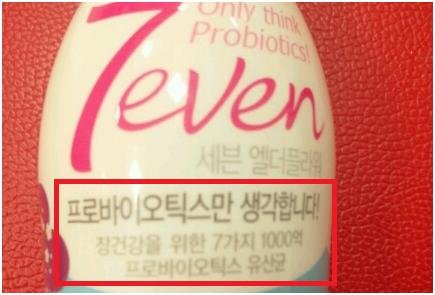 Only think
Probiotics!
7even
세븐 엘더플라워
프로바이오틱스만 생각합니다!
장건강을 위한 7가지 1000억
프로바이오틱스 유산균